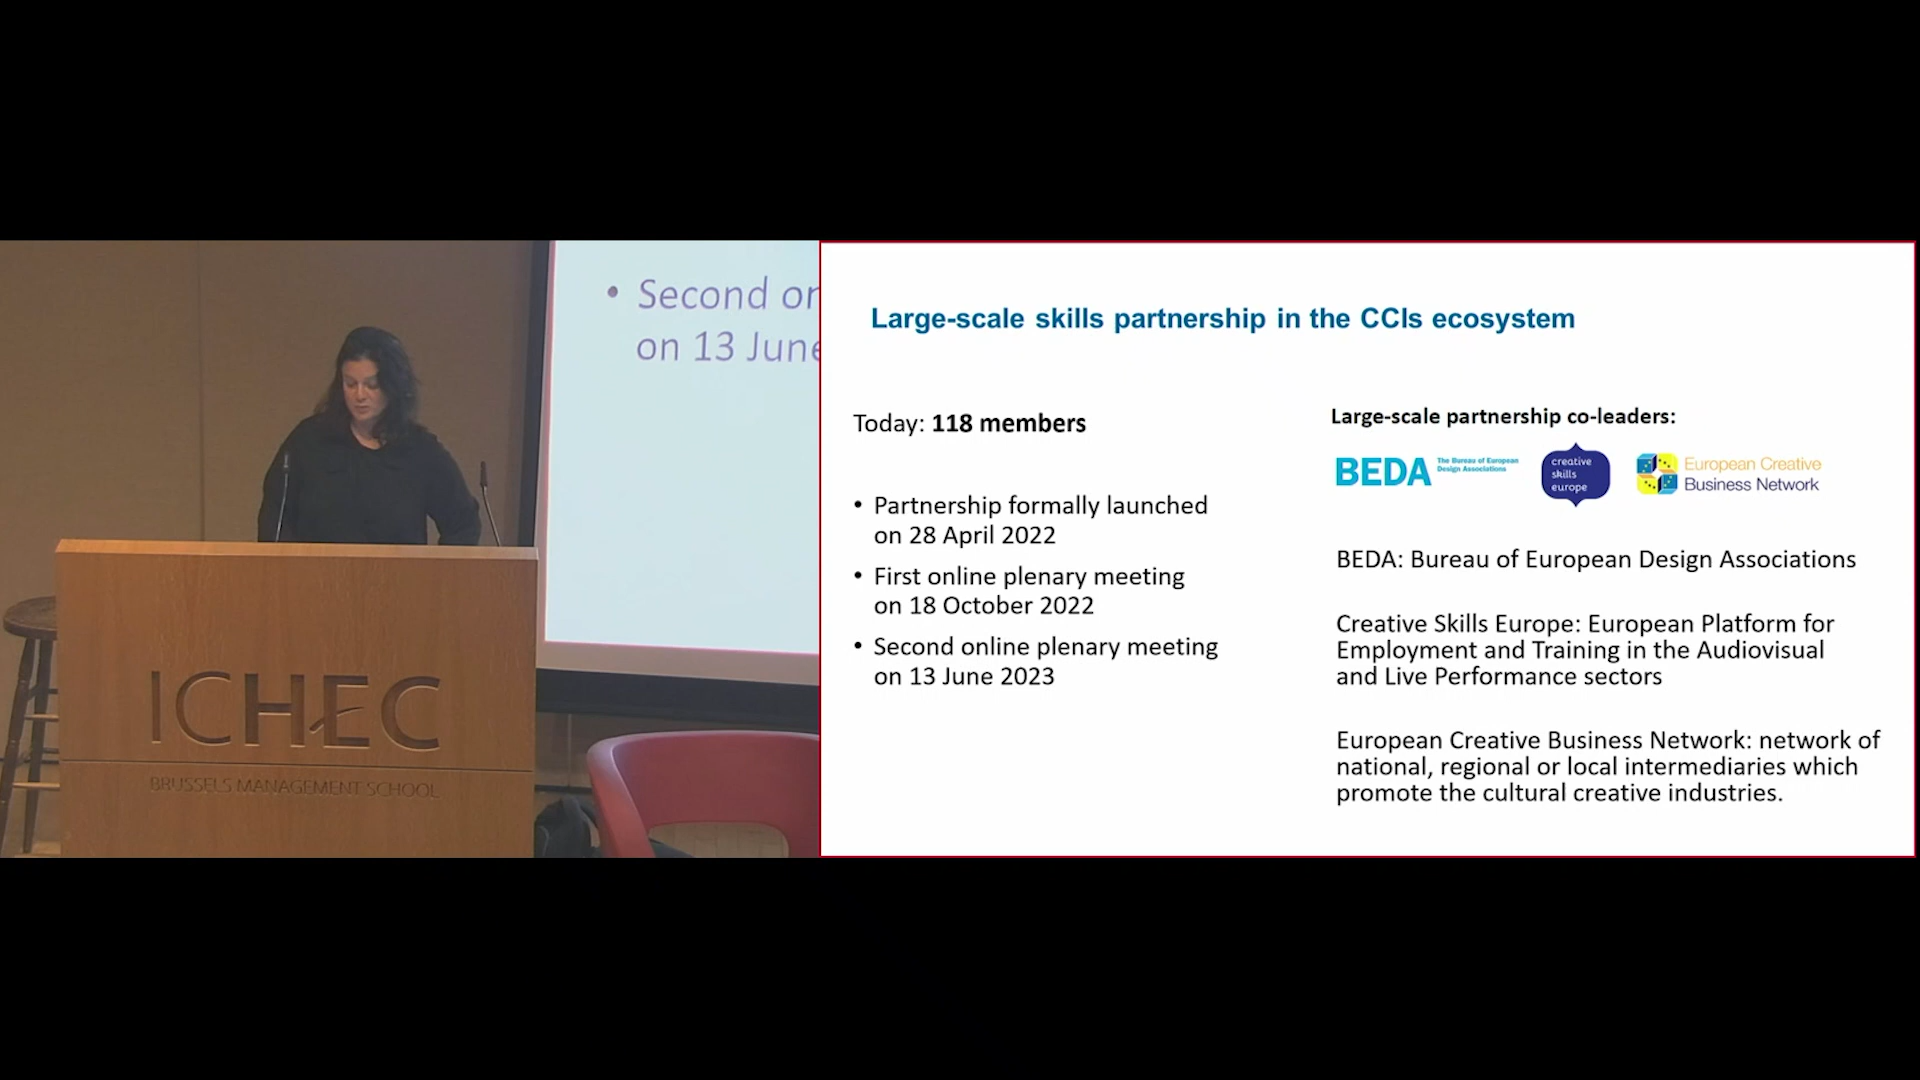 • Second on
on 13 June
ICHEC
BRUSSELS MANAGEMENT SCHOOL
Large-scale skills partnership in the CCIs ecosystem
Today: 118 members
• Partnership formally launched
on 28 April 2022
• First online plenary meeting
on 18 October 2022
• Second online plenary meeting
on 13 June 2023
Large-scale partnership co-leaders:
BEDA The Bureau of European
Design Associations
creative
skills
europe
European Creative
Business Network
BEDA: Bureau of European Design Associations
Creative Skills Europe: European Platform for
Employment and Training in the Audiovisual
and Live Performance sectors
European Creative Business Network: network of
national, regional or local intermediaries which
promote the cultural creative industries.